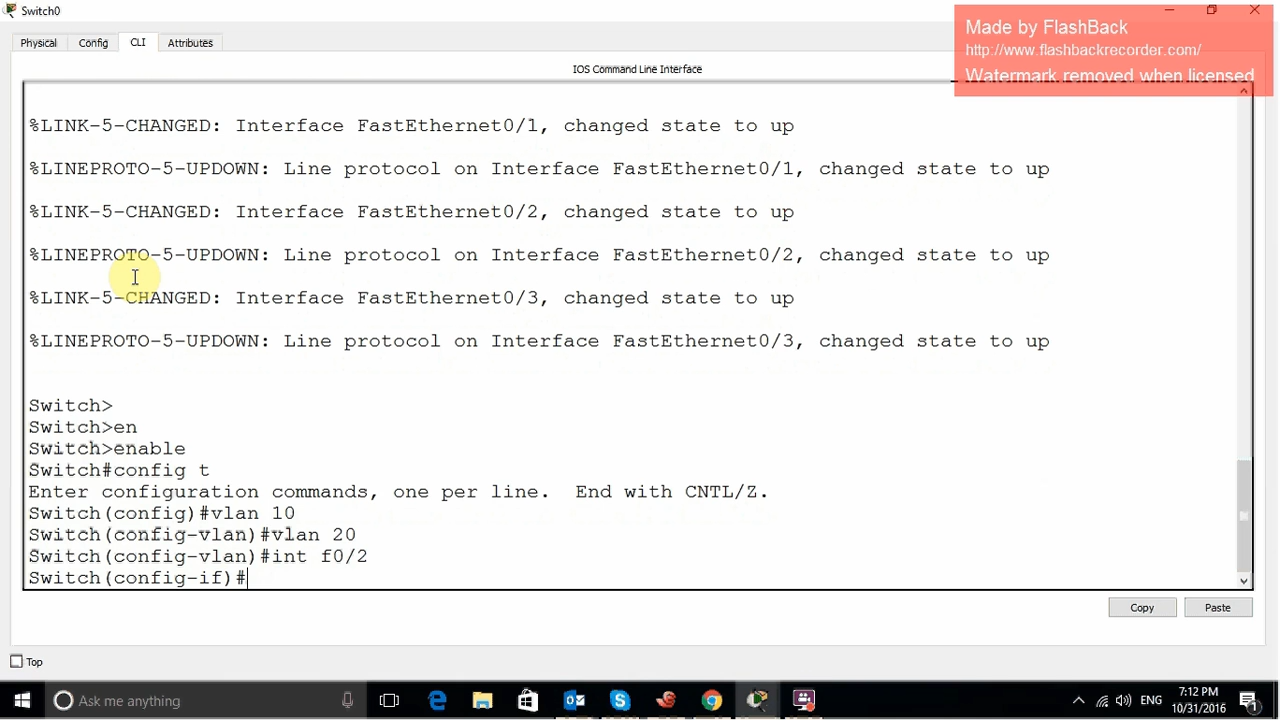 Switch0
Made by FlashBack
http://www.flashbackrecorder.com/
Watermark removed when licensed
Physical
Config
CLI
Attributes
IOS Command Line Interface
%LINK-5-CHANGED: Interface FastEthernet0/1, changed state to up
%LINEPROTO-5-UPDOWN: Line protocol on Interface FastEthernet0/1, changed state to up
%LINK-5-CHANGED: Interface FastEthernet0/2, changed state to up
%LINEPROTO-5-UPDOWN: Line protocol on Interface FastEthernet0/2, changed state to up
%LINK-5-CHANGED: Interface FastEthernet0/3, changed state to up
%LINEPROTO-5-UPDOWN: Line protocol on Interface FastEthernet0/3, changed state to up
Switch>
Switch>en
Switch>enable
Switch#config t
Enter configuration commands, one per line.  End with CNTL/Z.
Switch(config)#vlan 10
Switch(config-vlan)#vlan 20
Switch(config-vlan)#int f0/2
Switch(config-if)#
Copy
Paste
Top
Ask me anything
ENG
7:12 PM
10/31/2016
1